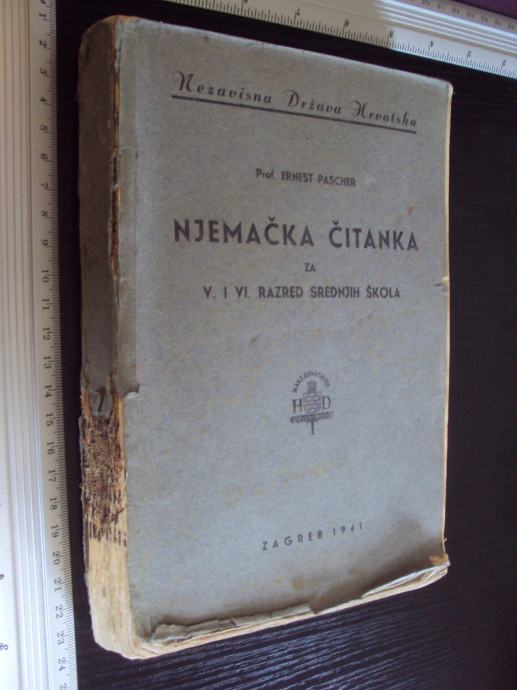 Nezavisna Država Hrvatska
Prof. ERNEST PASCHER
NJEMAČKA ČITANKA
ZA
V. I VI. RAZRED SREDNJIH ŠKOLA
H D
I
ZAGREB 1941